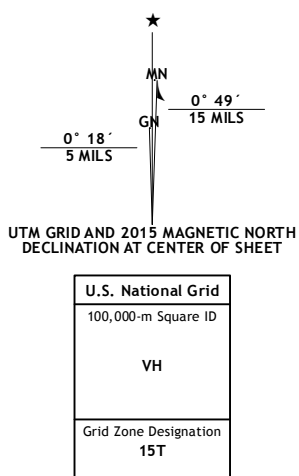 ★
MN
0° 49´
15 MILS
GN
0° 18´
5 MILS
UTM GRID AND 2015 MAGNETIC NORTH
DECLINATION AT CENTER OF SHEET
U.S. National Grid
100,000-m Square ID
VH
Grid Zone Designation
15T